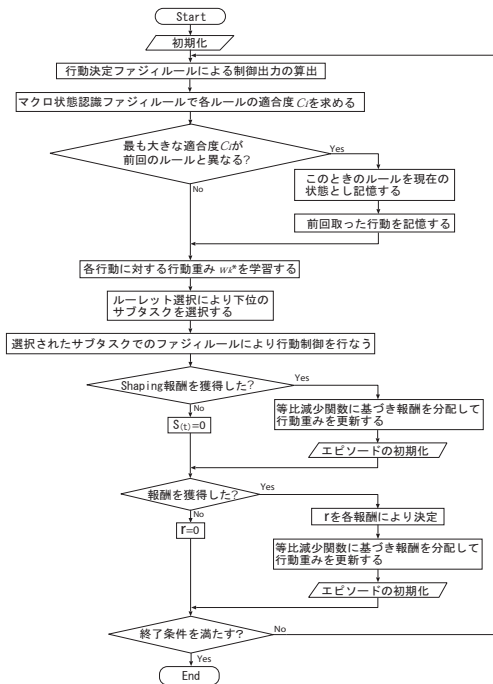 Start
初期化
行動決定ファジィルールによる制御出力の算出
マクロ状態認識ファジィルールで各ルールの適合度Ciを求める
最も大きな適合度Ciが
前回のルールと異なる?
Yes
No
このときのルールを現在の
状態とし記憶する
前回取った行動を記憶する
各行動に対する行動重み wk*を学習する
ルーレット選択により下位の
サブタスクを選択する
選択されたサブタスクでのファジィルールにより行動制御を行なう
Shaping報酬を獲得した?
Yes
No
S(t)=0
等比減少関数に基づき報酬を分配して
行動重みを更新する
エピソードの初期化
報酬を獲得した?
Yes
No
r=0
rを各報酬により決定
等比減少関数に基づき報酬を分配して
行動重みを更新する
エピソードの初期化
終了条件を満たす?
No
Yes
End